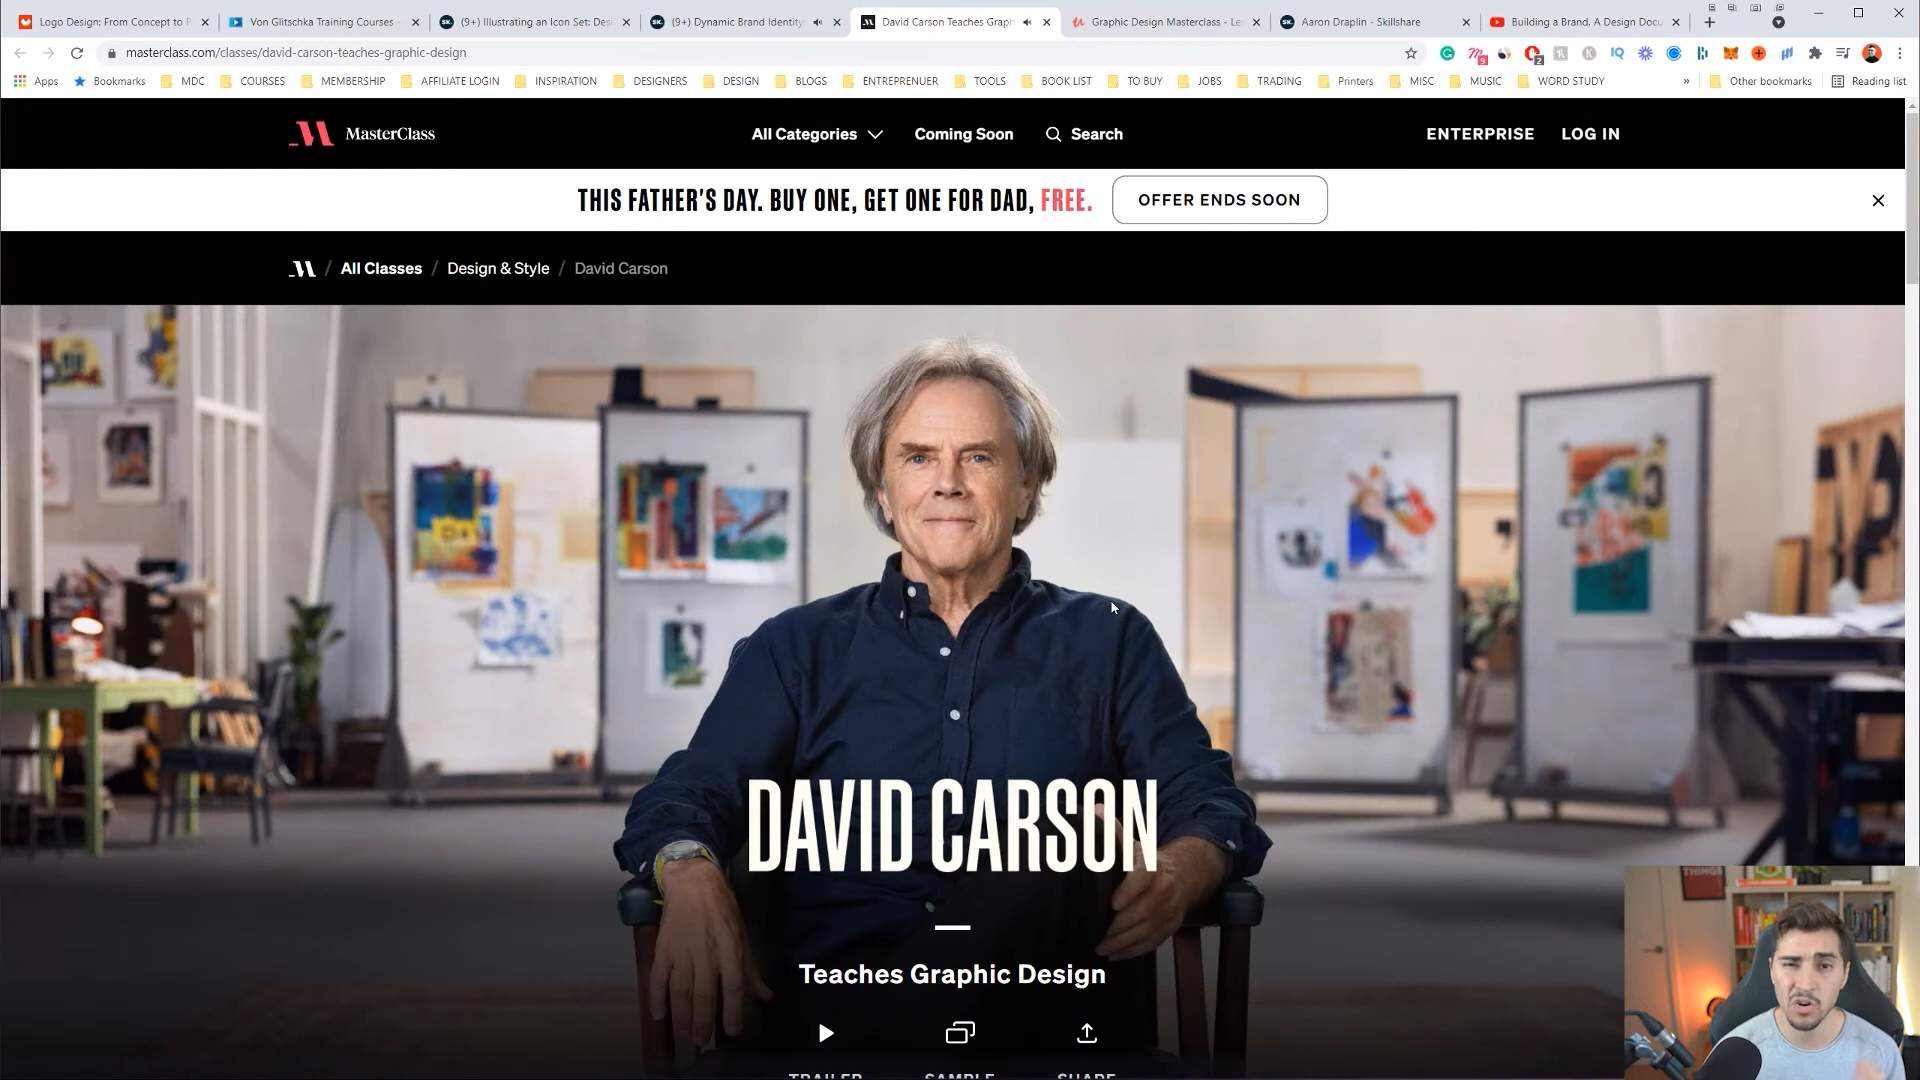 Logo Design: From Concept to P
Von Glitschka Training Courses -
(9+) Illustrating an Icon Set: Desi
(9+) Dynamic Brand Identity:
David Carson Teaches Graph
Graphic Design Masterclass - Le
Aaron Draplin - Skillshare
Building a Brand. A Design Docu
masterclass.com/classes/david-carson-teaches-graphic-design
Apps
Bookmarks
MDC
COURSES
MEMBERSHIP
AFFILIATE LOGIN
INSPIRATION
DESIGNERS
DESIGN
BLOGS
ENTREPRENUER
TOOLS
BOOK LIST
TO BUY
JOBS
TRADING
Printers
MISC
MUSIC
WORD STUDY
»
Other bookmarks
Reading list
MasterClass
All Categories
Coming Soon
Search
ENTERPRISE
LOG IN
THIS FATHER'S DAY. BUY ONE, GET ONE FOR DAD, FREE.
OFFER ENDS SOON
/ All Classes / Design & Style / David Carson
DAVID CARSON
Teaches Graphic Design
TRAILER
SAMPLE
SHARE
THINGS